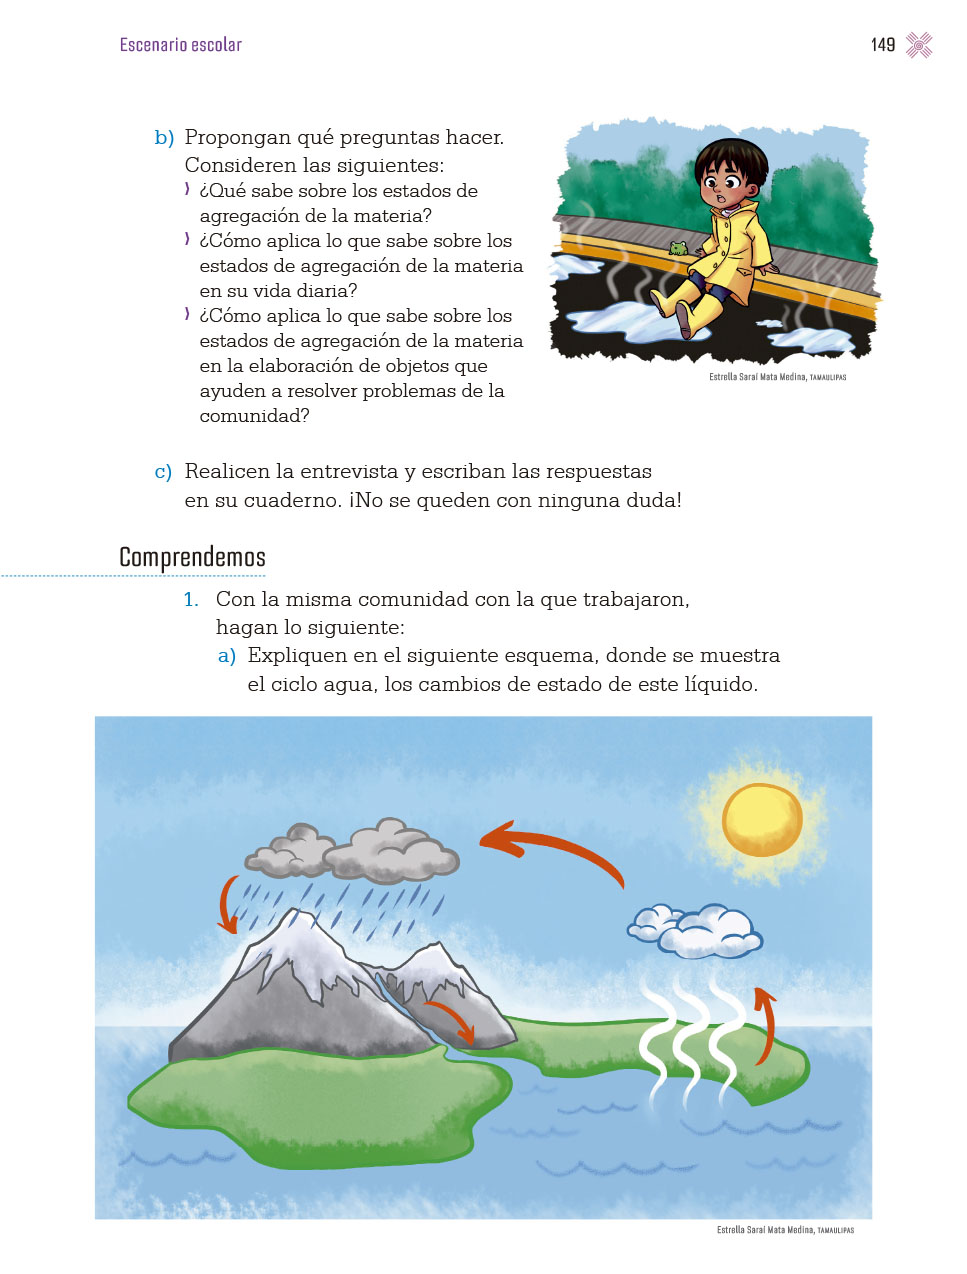 Escenario escolar
149
b) Propongan qué preguntas hacer.
Consideren las siguientes:
¿Qué sabe sobre los estados de
agregación de la materia?
¿Cómo aplica lo que sabe sobre los
estados de agregación de la materia
en su vida diaria?
¿Cómo aplica lo que sabe sobre los
estados de agregación de la materia
en la elaboración de objetos que
ayuden a resolver problemas de la
comunidad?
Estrella Saraí Mata Medina, TAMAULIPAS
c) Realicen la entrevista y escriban las respuestas
en su cuaderno. ¡No se queden con ninguna duda!
Comprendemos
1. Con la misma comunidad con la que trabajaron,
hagan lo siguiente:
a) Expliquen en el siguiente esquema, donde se muestra
el ciclo agua, los cambios de estado de este líquido.
Estrella Saraí Mata Medina, TAMAULIPAS